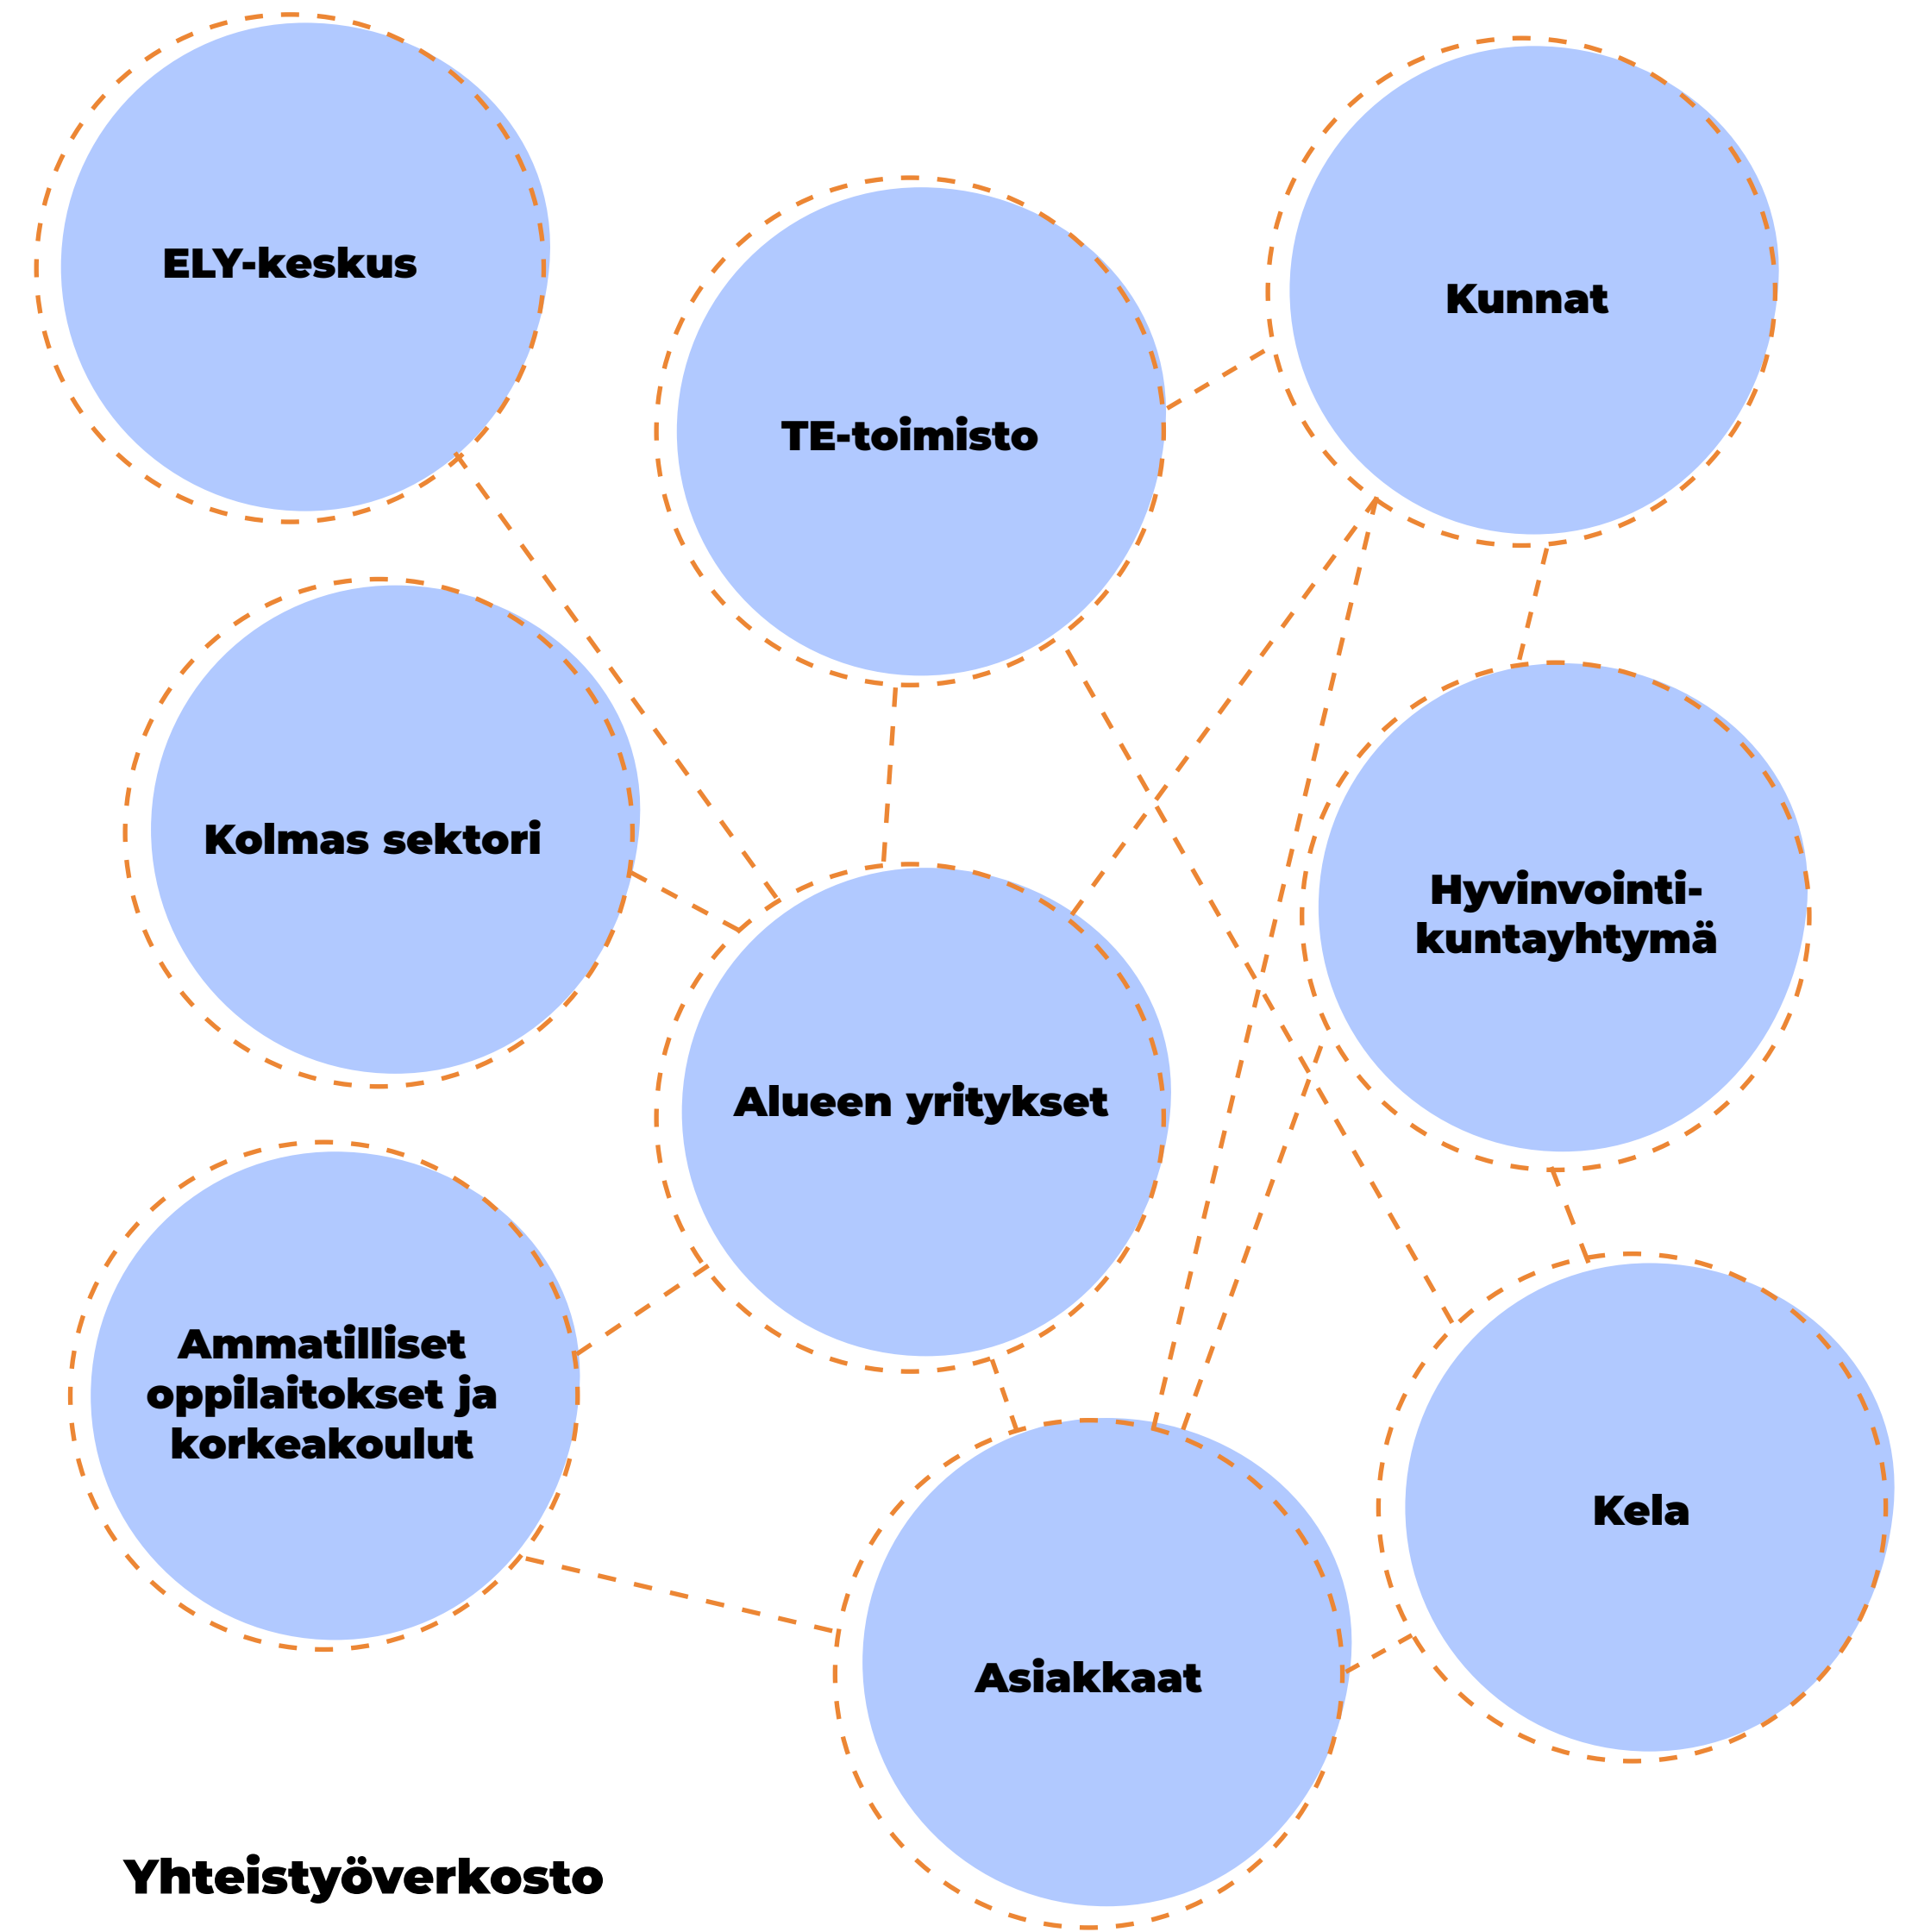 ELY-keskus
Kunnat
TE-toimisto
Kolmas sektori
Hyvinvointi-
kuntayhtymä
Alueen yritykset
Ammatilliset
oppilaitokset ja
korkeakoulut
Kela
Asiakkaat
Yhteistyöverkosto